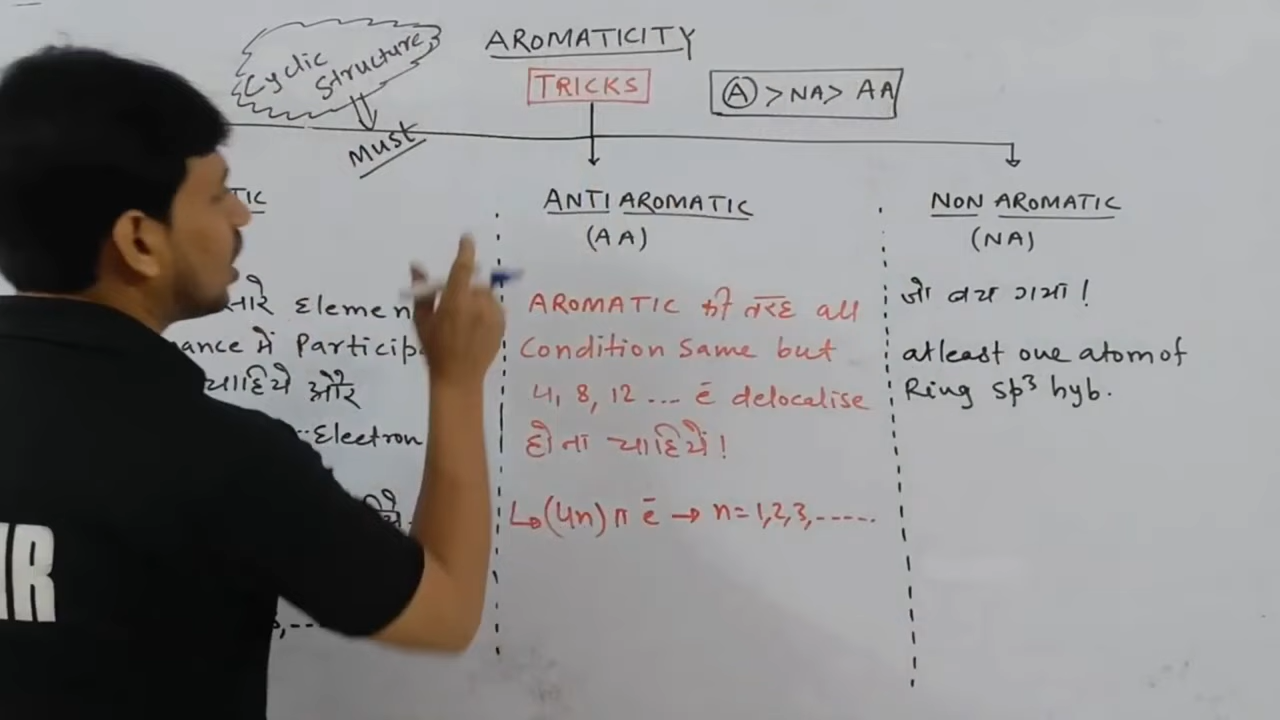 AROMATICITY
Cyclic
Structure
Must
TRICKS
Ⓐ > NA > AA
TIC
सारे Elemen
ance में Particip
चाहिये और
...Electron
चाहिये.
3,---
ANTI AROMATIC
(AA)
AROMATIC की तरह all
Condition same but
4, 8, 12 ... ē delocalise
होना चाहिये!
↳(4n) π ē → n = 1,2,3,-----
NON AROMATIC
(NA)
जो बच गया!
atleast one atom of
Ring sp³ hyb.
IR